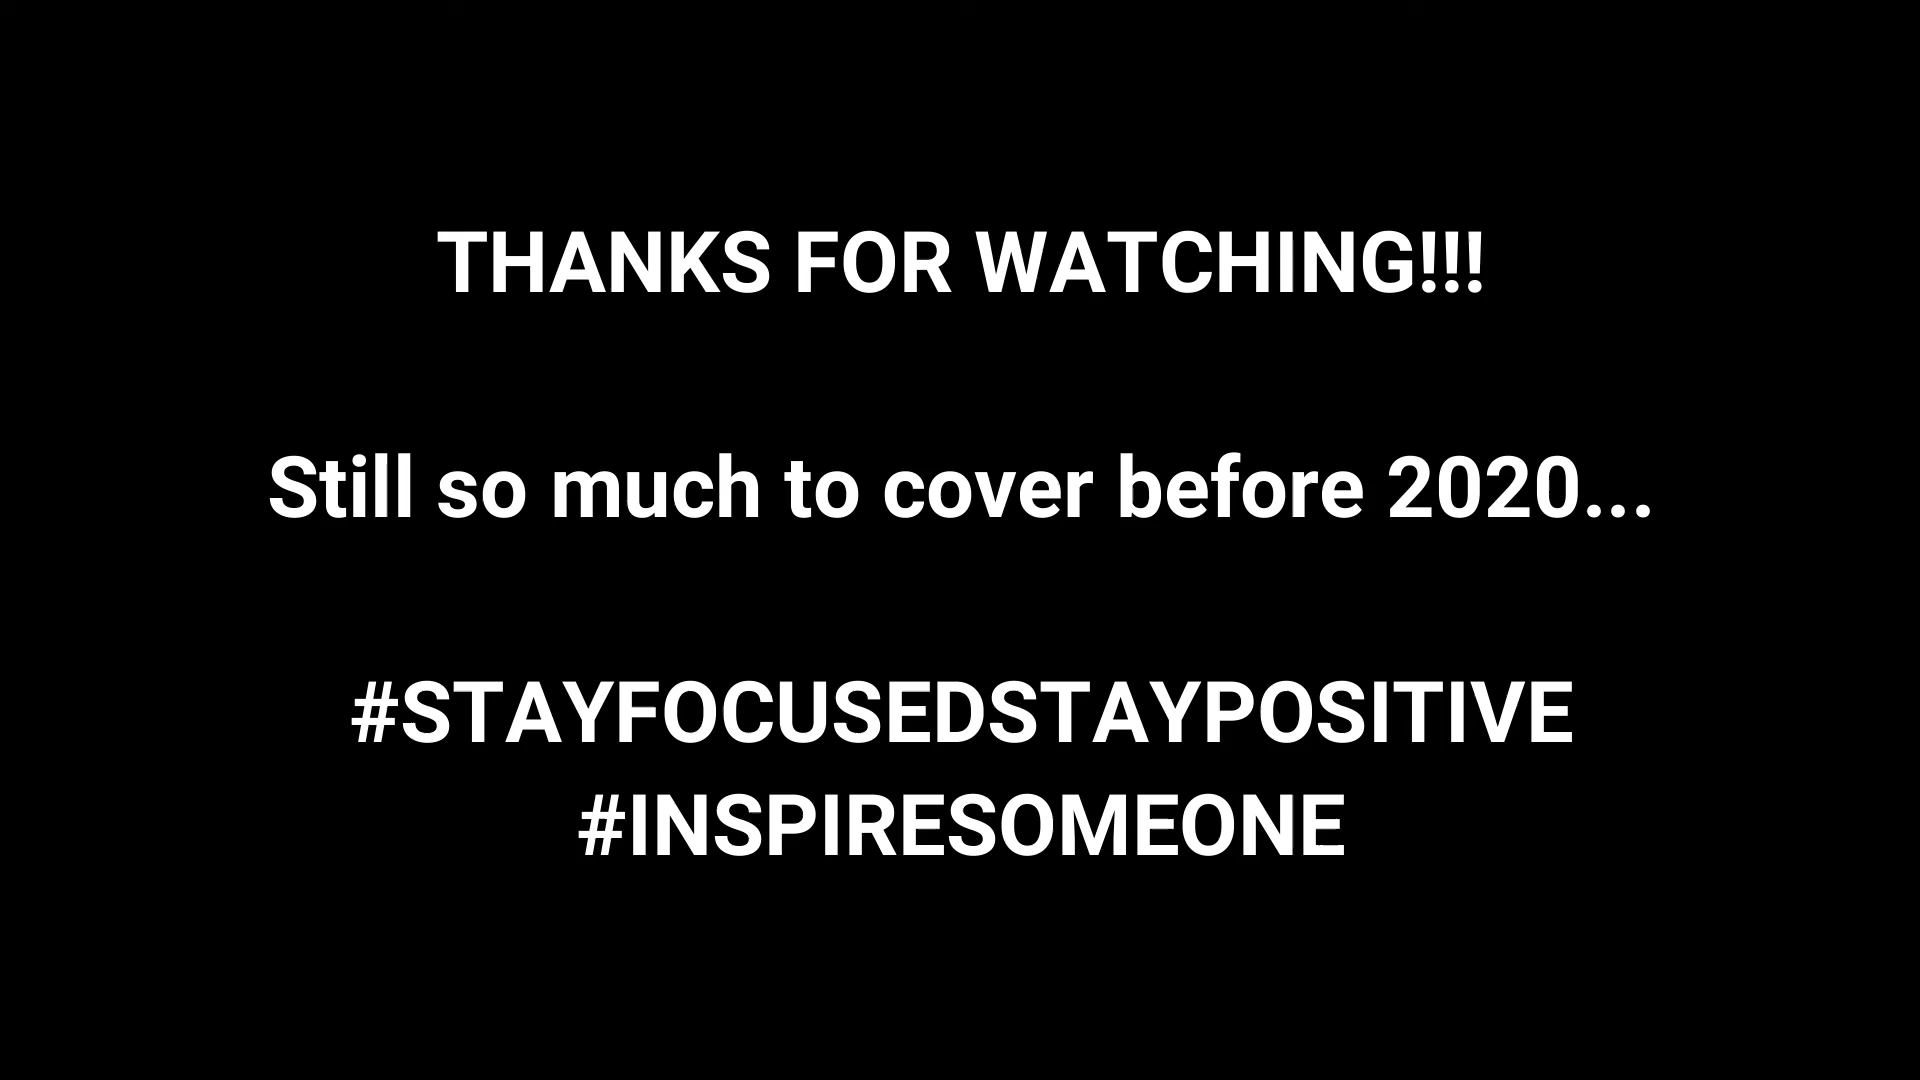 THANKS FOR WATCHING!!!
Still so much to cover before 2020...
#STAYFOCUSEDSTAYPOSITIVE
#INSPIRESOMEONE